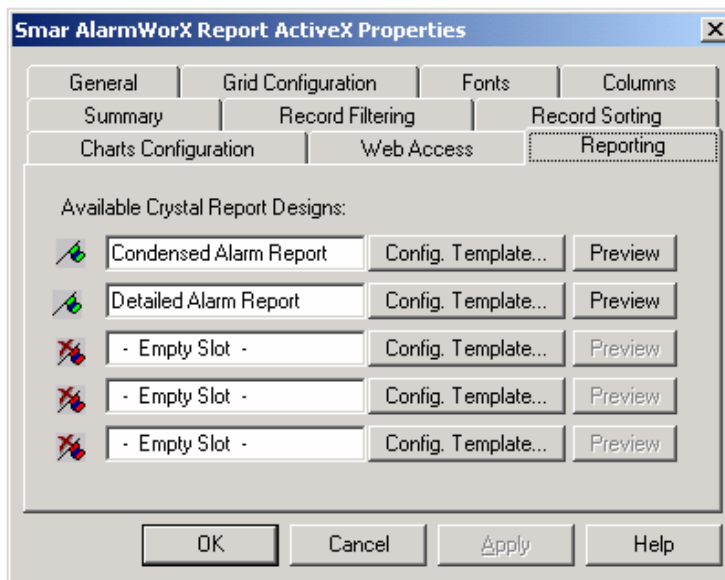 Smar AlarmWorX Report ActiveX Properties
General Grid Configuration Fonts Columns
Summary Record Filtering Record Sorting
Charts Configuration Web Access Reporting
Available Crystal Report Designs:
Condensed Alarm Report Config. Template... Preview
Detailed Alarm Report Config. Template... Preview
- Empty Slot - Config. Template... Preview
- Empty Slot - Config. Template... Preview
- Empty Slot - Config. Template... Preview
OK Cancel Apply Help